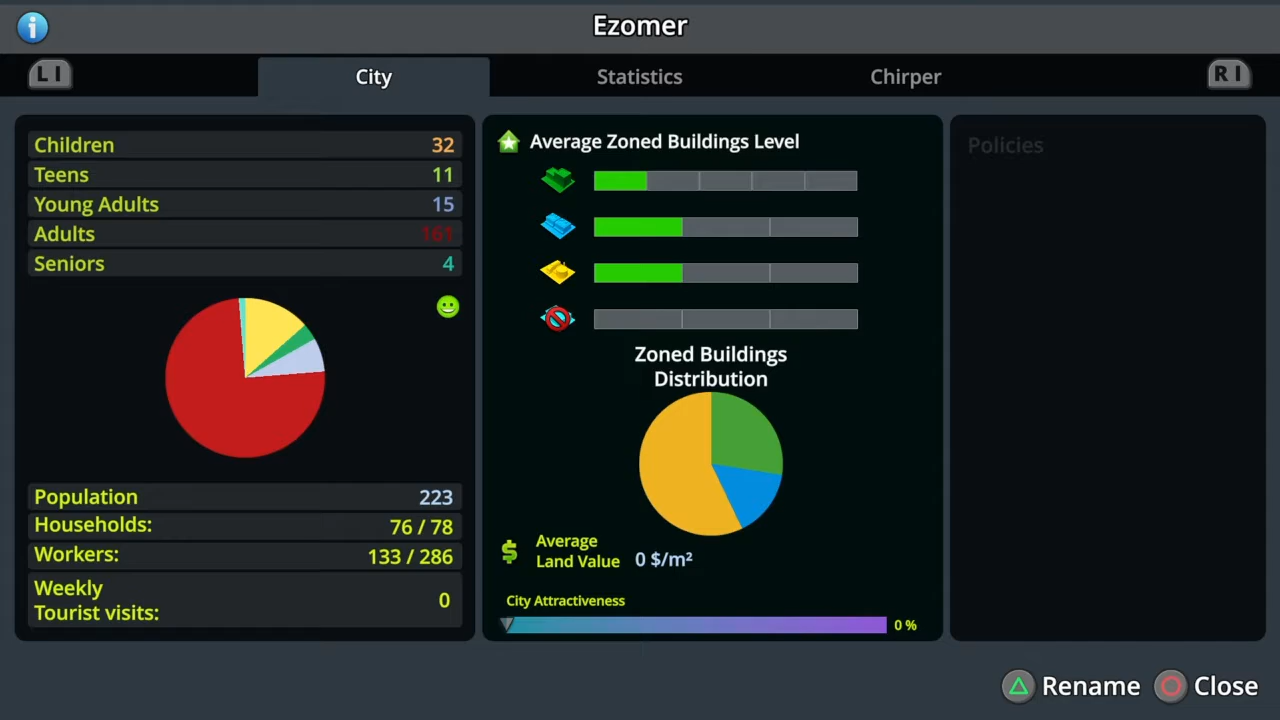 Ezomer
L1
City
Statistics
Chirper
R1
Children 32
Teens 11
Young Adults 15
Adults 161
Seniors 4
Population 223
Households: 76 / 78
Workers: 133 / 286
Weekly
Tourist visits: 0
Average Zoned Buildings Level
Zoned Buildings
Distribution
Average
Land Value 0 $/m²
City Attractiveness
0 %
Policies
Rename
Close